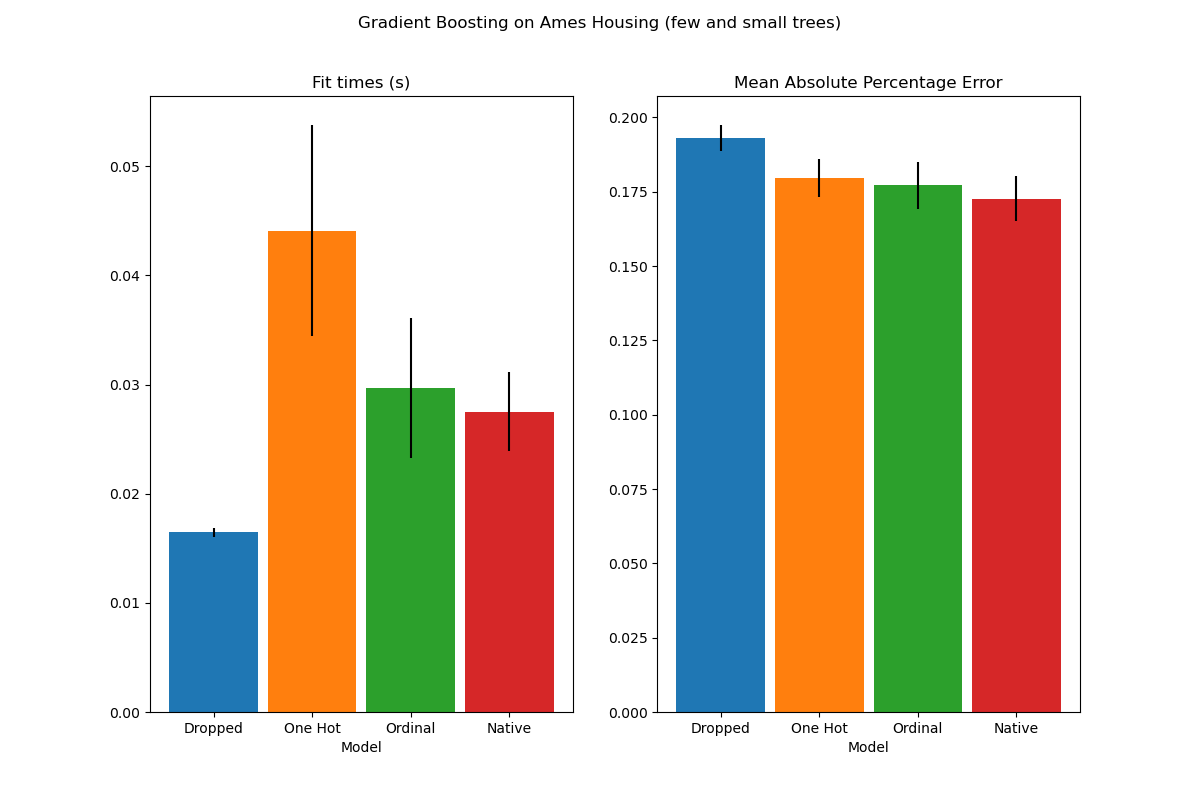 Gradient Boosting on Ames Housing (few and small trees)
Fit times (s)
0.05
0.04
0.03
0.02
0.01
0.00
Dropped One Hot Ordinal Native
Model
Mean Absolute Percentage Error
0.200
0.175
0.150
0.125
0.100
0.075
0.050
0.025
0.000
Dropped One Hot Ordinal Native
Model